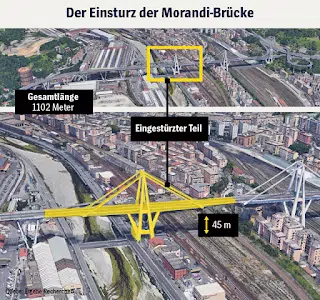 Der Einsturz der Morandi-Brücke
Gesamtlänge
1102 Meter
Eingestürzter Teil
45 m